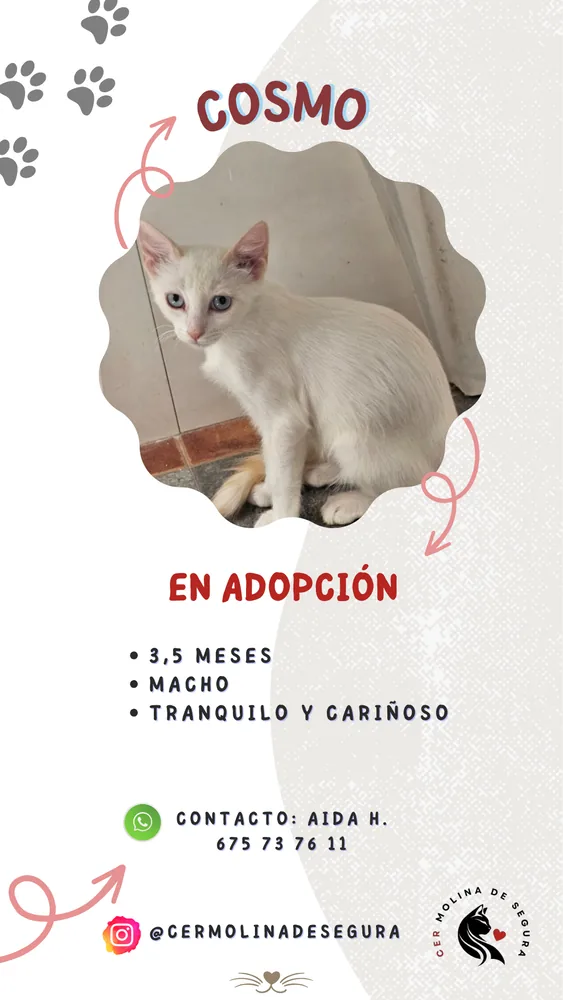 COSMO
EN ADOPCIÓN
• 3,5 MESES
• MACHO
• TRANQUILO Y CARIÑOSO
CONTACTO: AIDA H.
675 73 76 11
@CERMOLINADESEGURA
CER MOLINA DE SEGURA